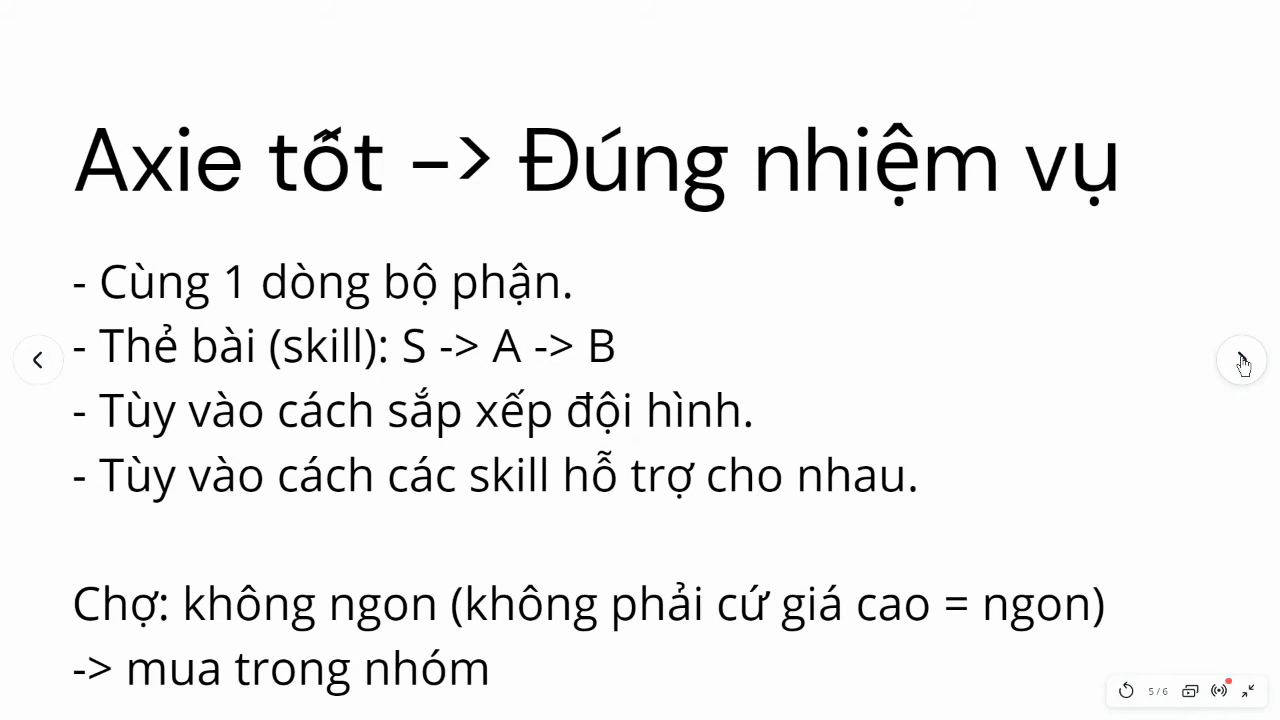 Axie tốt -> Đúng nhiệm vụ
- Cùng 1 dòng bộ phận.
- Thẻ bài (skill): S -> A -> B
- Tùy vào cách sắp xếp đội hình.
- Tùy vào cách các skill hỗ trợ cho nhau.
Chợ: không ngon (không phải cứ giá cao = ngon)
-> mua trong nhóm
5 / 6